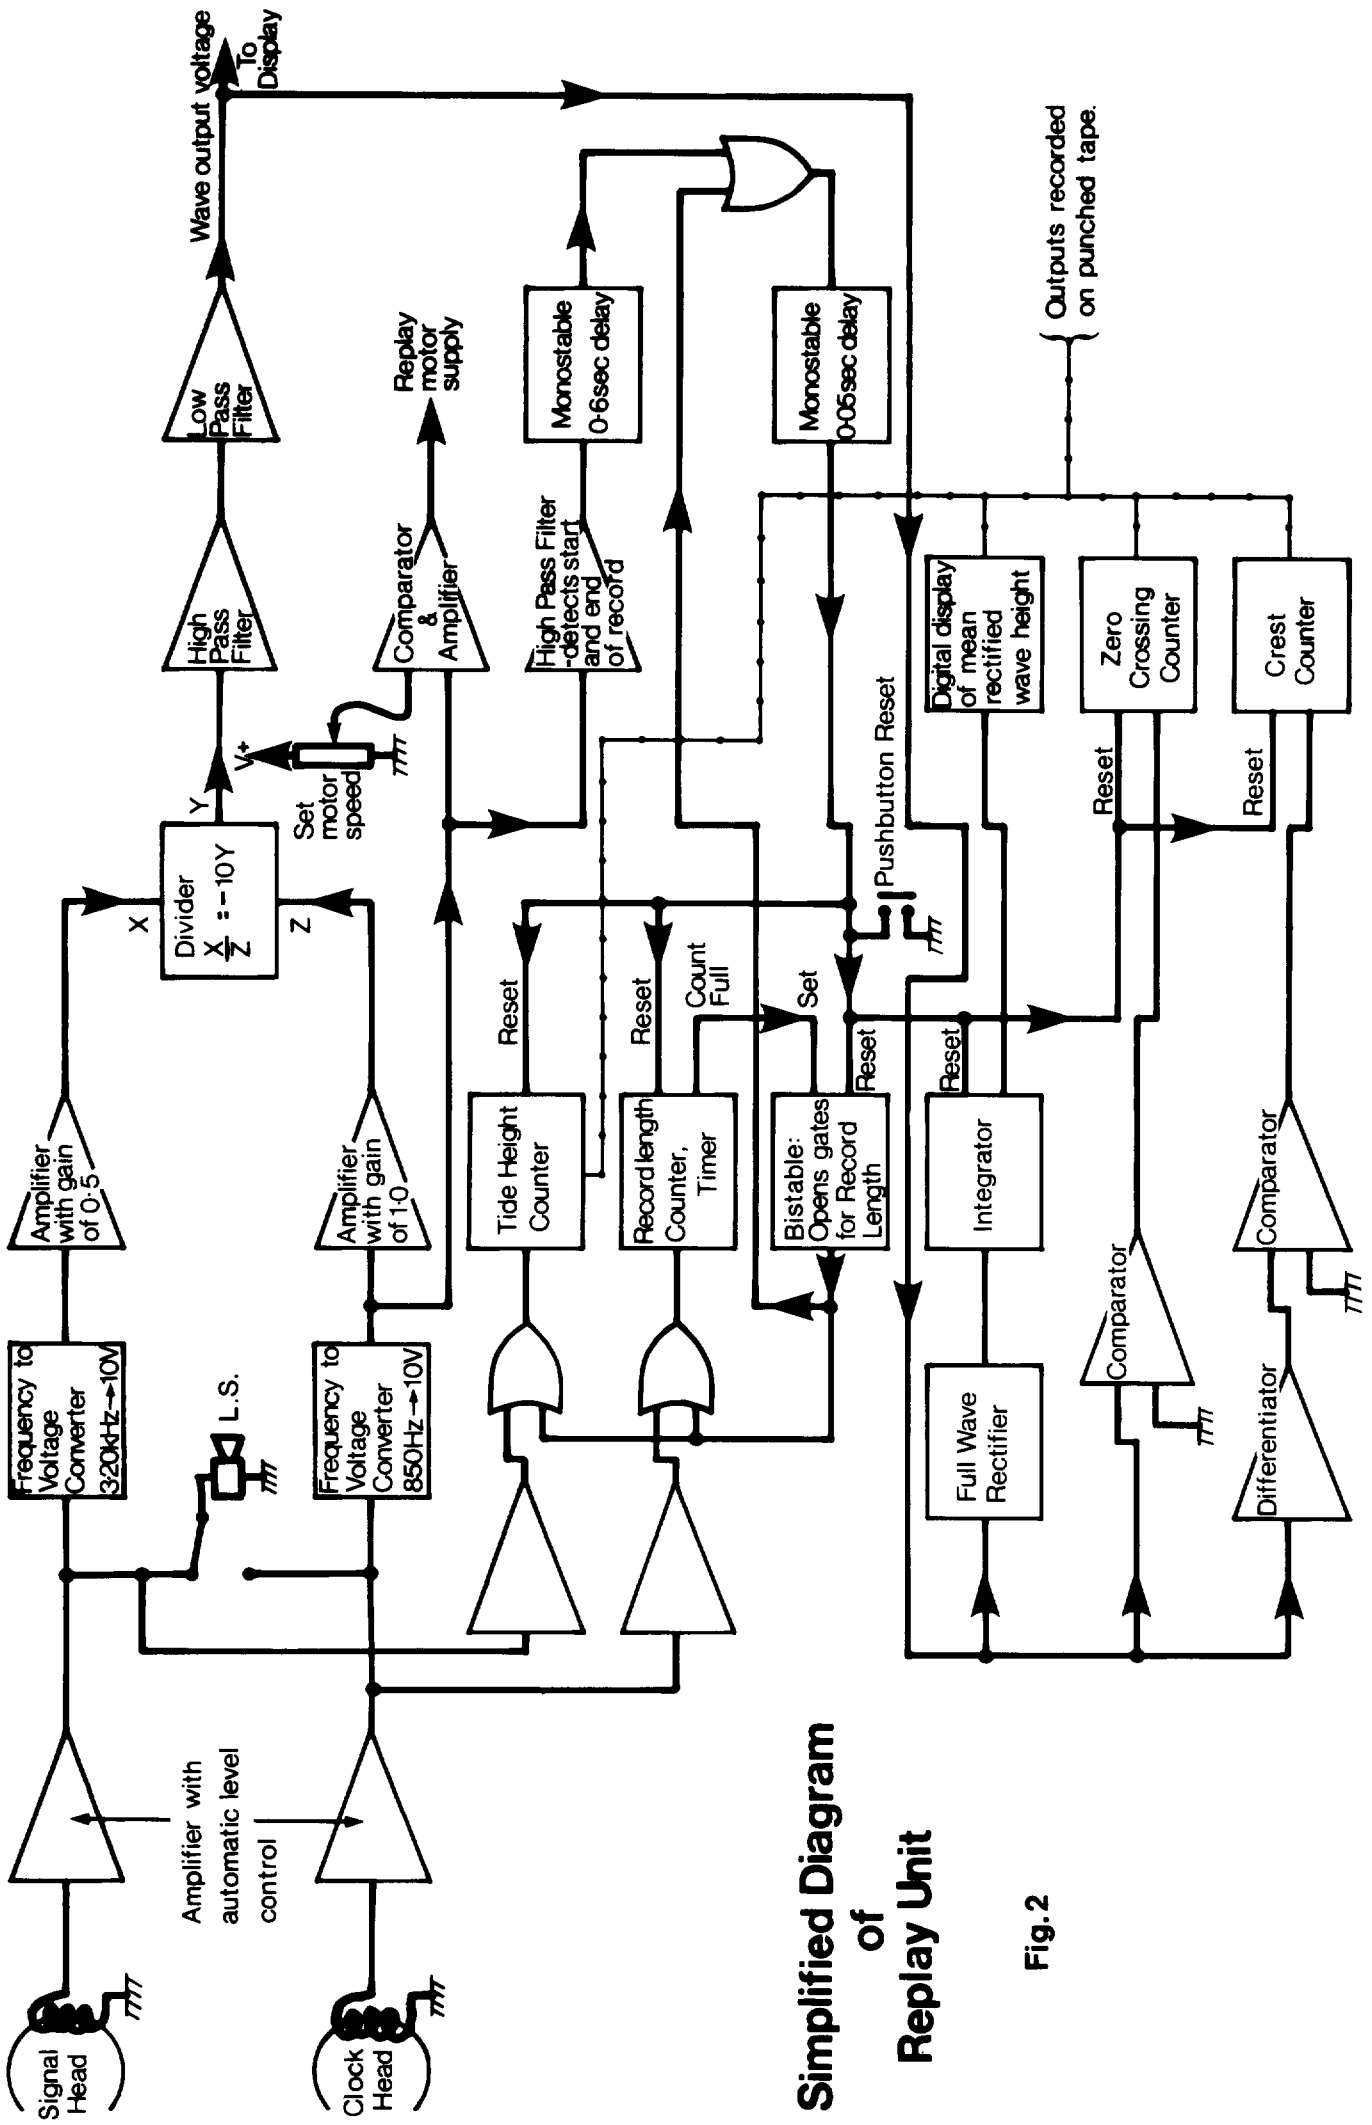 Signal
Head
Clock
Head
Amplifier with
automatic level
control
Frequency to
Voltage
Converter
320kHz→10V
L.S.
Frequency to
Voltage
Converter
850Hz→10V
Amplifier
with gain
of 0·5
Amplifier
with gain
of 1·0
X
Divider
X
Z
=-10Y
Z
Y
V+
Set
motor
speed
High
Pass
Filter
Low
Pass
Filter
Wave output voltage
To
Display
Comparator
&
Amplifier
Replay
motor
supply
High Pass Filter
-detects start
and end
of record
Monostable
0·6sec delay
Monostable
0·05sec delay
Tide Height
Counter
Reset
Record length
Counter,
Timer
Reset
Count
Full
Bistable:
Opens gates
for Record
Length
Set
Reset
Pushbutton Reset
Full Wave
Rectifier
Integrator
Reset
Digital display
of mean
rectified
wave height
Comparator
Reset
Zero
Crossing
Counter
Differentiator
Comparator
Reset
Crest
Counter
Outputs recorded
on punched tape.
Simplified Diagram
of
Replay Unit
Fig.2